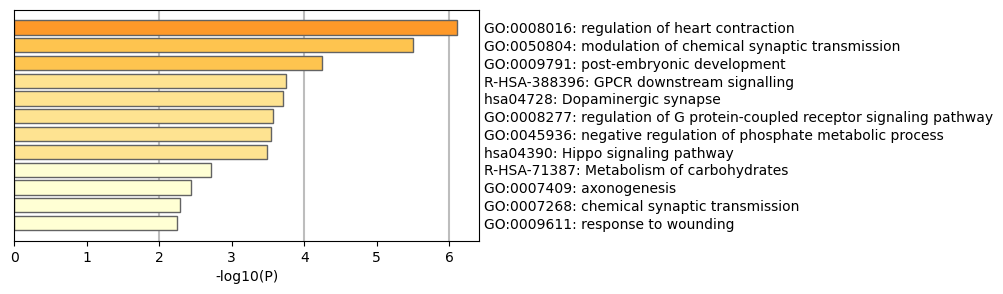 GO:0008016: regulation of heart contraction
GO:0050804: modulation of chemical synaptic transmission
GO:0009791: post-embryonic development
R-HSA-388396: GPCR downstream signalling
hsa04728: Dopaminergic synapse
GO:0008277: regulation of G protein-coupled receptor signaling pathway
GO:0045936: negative regulation of phosphate metabolic process
hsa04390: Hippo signaling pathway
R-HSA-71387: Metabolism of carbohydrates
GO:0007409: axonogenesis
GO:0007268: chemical synaptic transmission
GO:0009611: response to wounding
0 1 2 3 4 5 6
-log10(P)